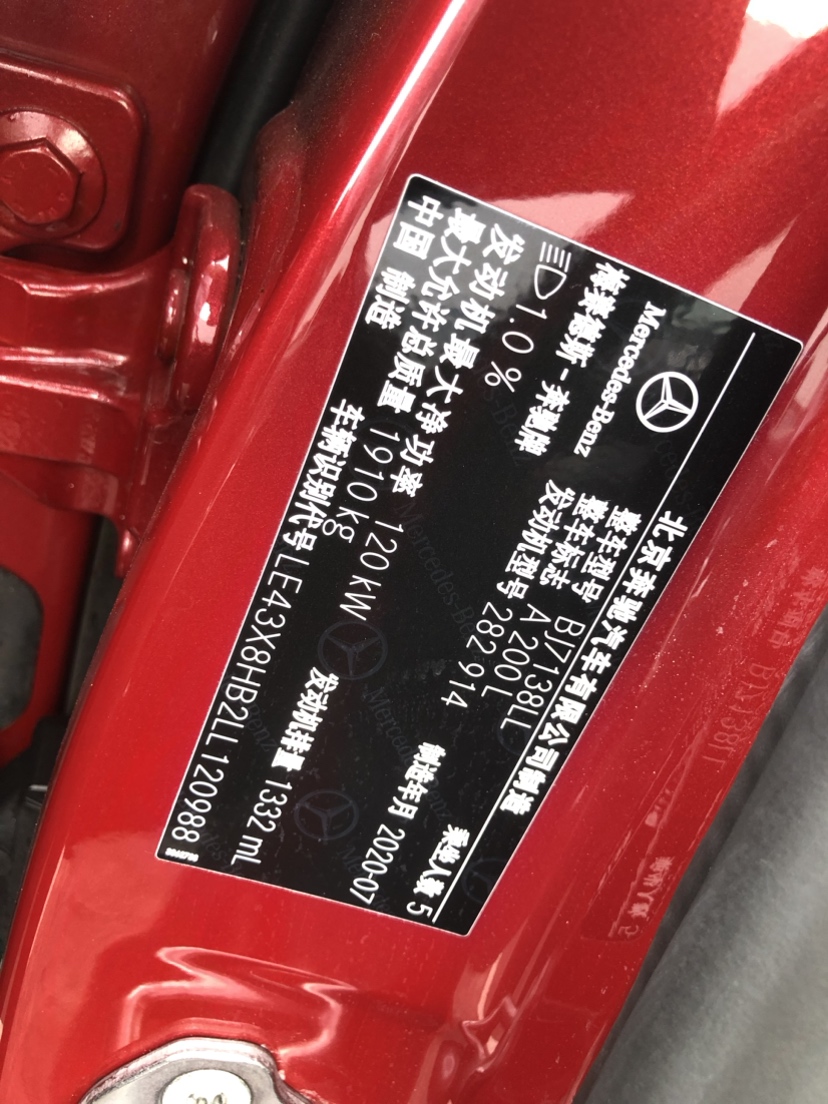 Mercedes-Benz
北京奔驰汽车有限公司制造
梅赛德斯-奔驰牌
整车型号 BJ7138LL
乘坐人数 5
整车标志 A 200 L
发动机型号 282 914
制造年月 2020-07
1.0%
发动机最大净功率 120 kW
发动机排量 1332 mL
最大允许总质量 1910 kg
中国 制造
车辆识别代号 LE43X8HB2LL120988